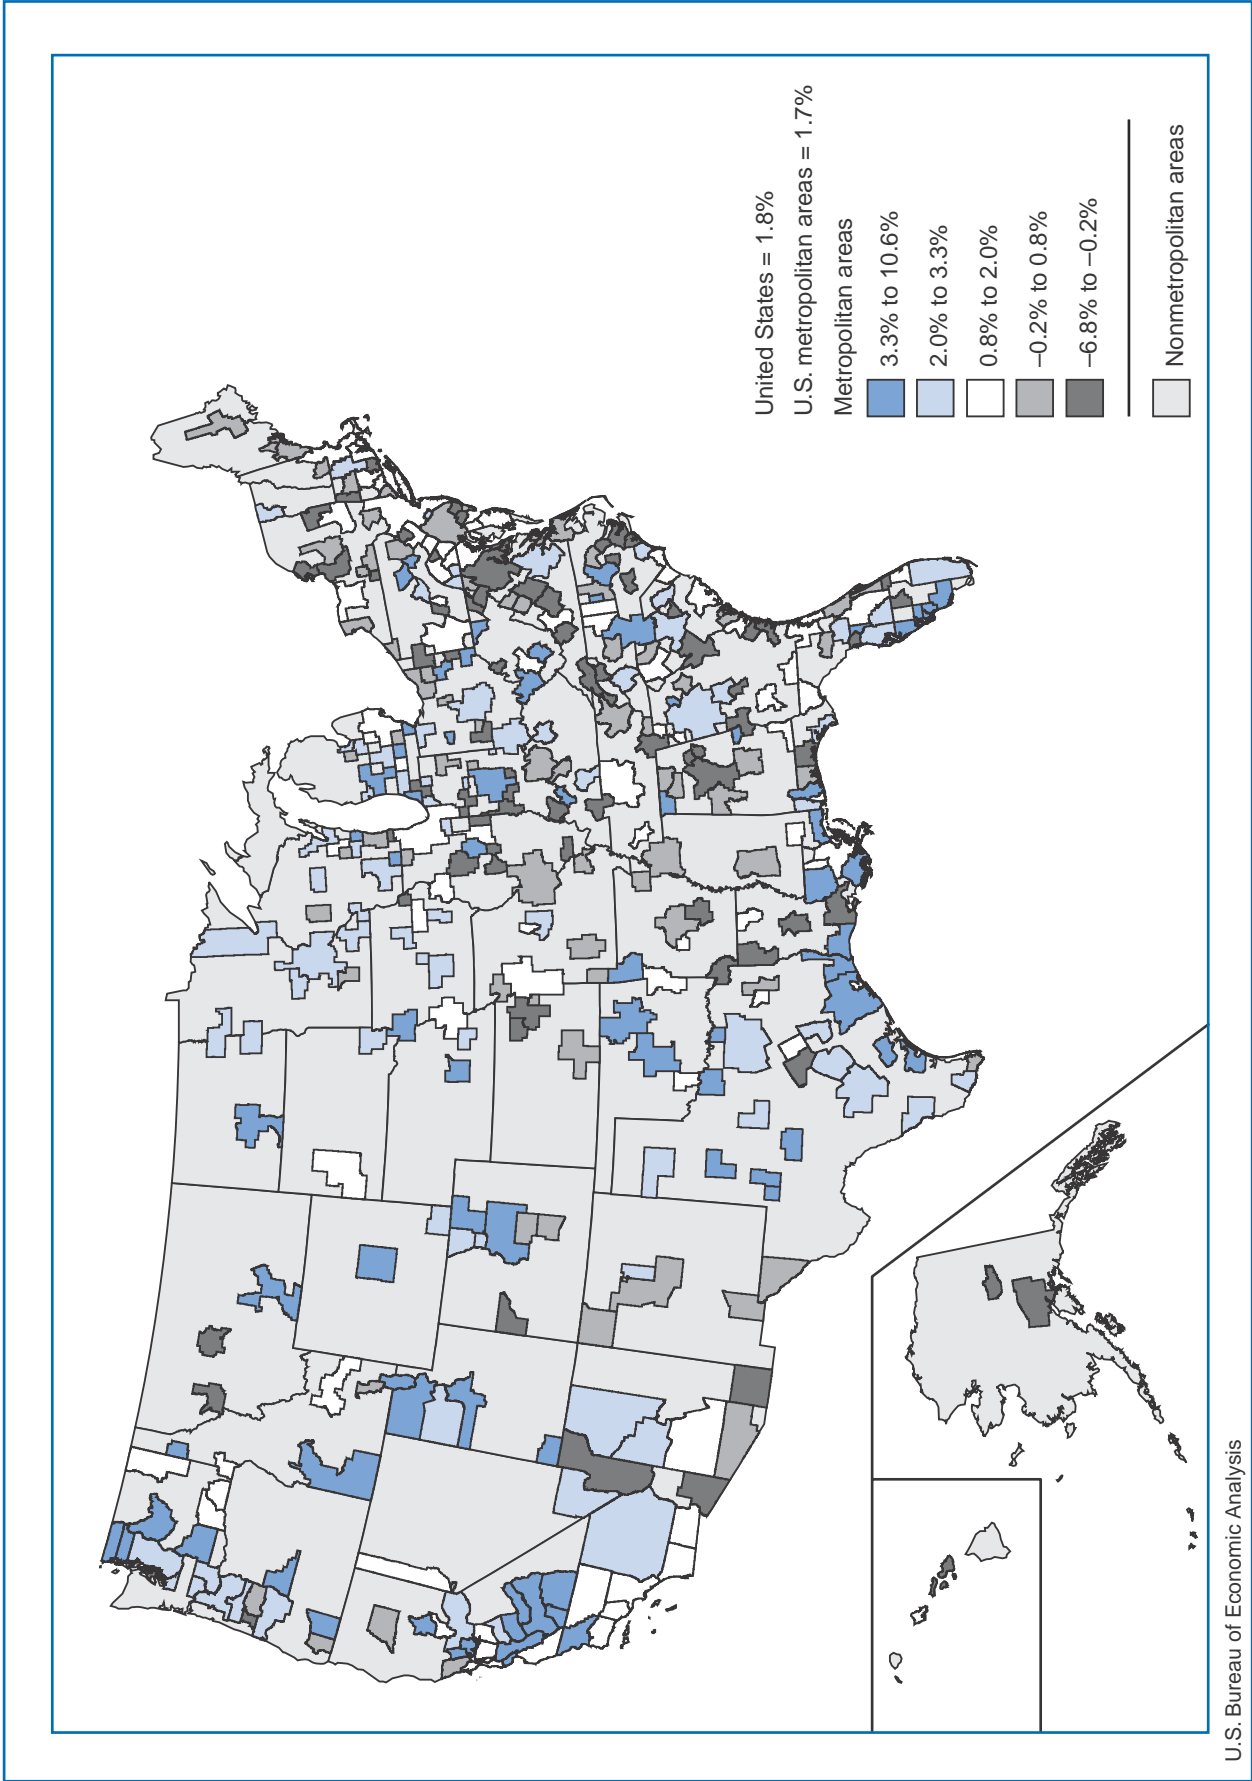 United States = 1.8%
U.S. metropolitan areas = 1.7%
Metropolitan areas
3.3% to 10.6%
2.0% to 3.3%
0.8% to 2.0%
–0.2% to 0.8%
–6.8% to –0.2%
Nonmetropolitan areas
U.S. Bureau of Economic Analysis